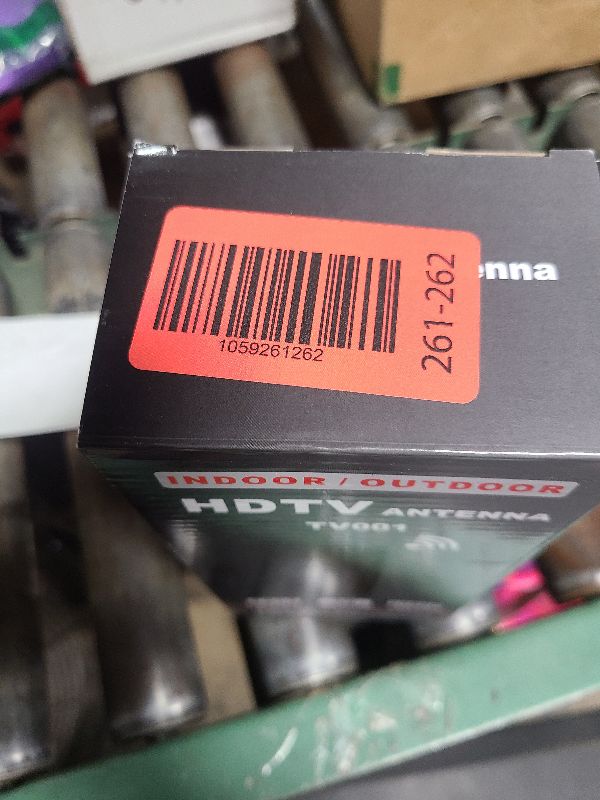 1059261262
261-262
enna
INDOOR / OUTDOOR
HDTV ANTENNA
TV001